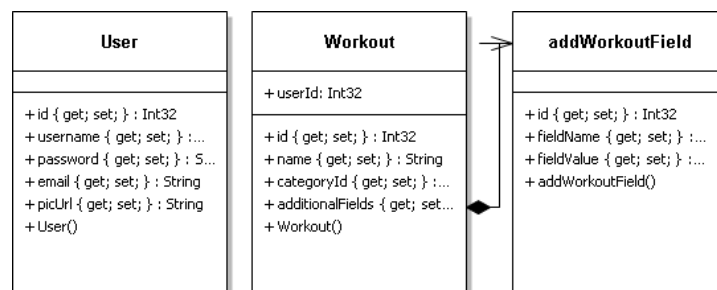 User
+ id { get; set; } : Int32
+ username { get; set; } :...
+ password { get; set; } : S...
+ email { get; set; } : String
+ picUrl { get; set; } : String
+ User()
Workout
+ userId: Int32
+ id { get; set; } : Int32
+ name { get; set; } : String
+ categoryId { get; set; } :...
+ additionalFields { get; set...
+ Workout()
addWorkoutField
+ id { get; set; } : Int32
+ fieldName { get; set; } :...
+ fieldValue { get; set; } :...
+ addWorkoutField()